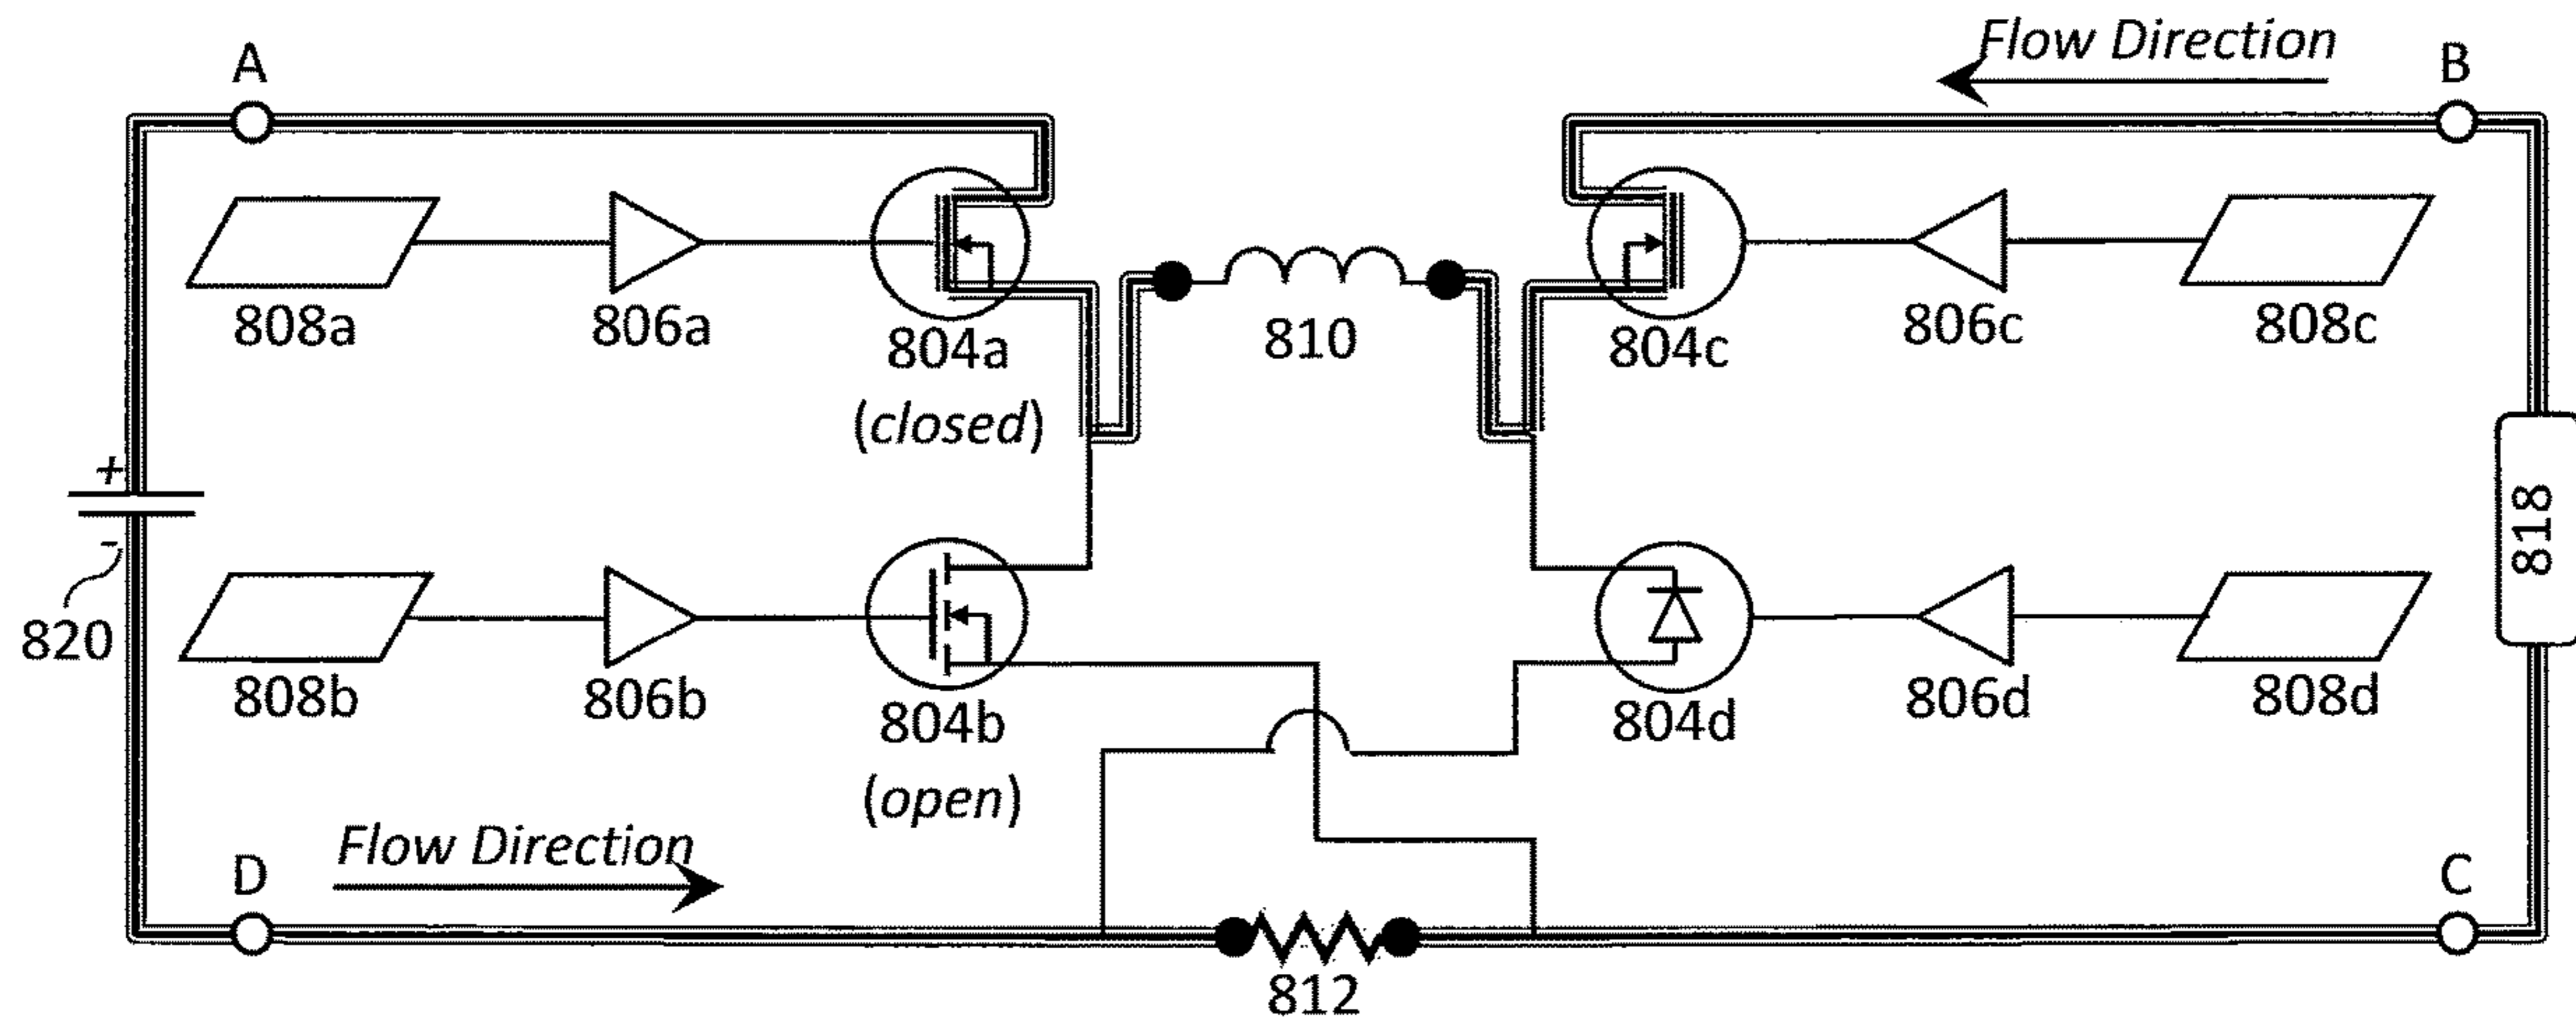 Flow Direction
A
B
808a
806a
804a
(closed)
810
804c
806c
808c
+
-
820
818
808b
806b
804b
(open)
804d
806d
808d
Flow Direction
D
C
812